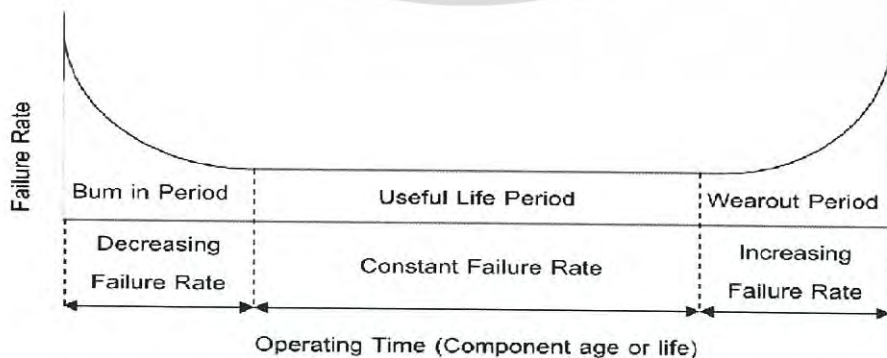 Failure Rate
Bum in Period
Useful Life Period
Wearout Period
Decreasing
Failure Rate
Constant Failure Rate
Increasing
Failure Rate
Operating Time (Component age or life)